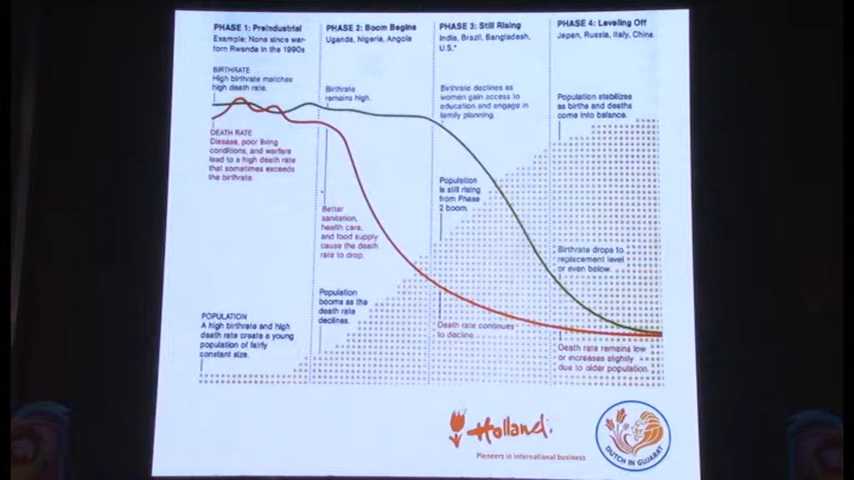 PHASE 1: Preindustrial
Example: None since war-
torn Rwanda in the 1990s
PHASE 2: Boom Begins
Uganda, Nigeria, Angola
PHASE 3: Still Rising
India, Brazil, Bangladesh,
U.S.*
PHASE 4: Leveling Off
Japan, Russia, Italy, China
BIRTHRATE
High birthrate matches
high death rate.
Birthrate
remains high.
Birthrate declines as
women gain access to
education and engage in
family planning.
Population stabilizes
as births and deaths
come into balance.
DEATH RATE
Disease, poor living
conditions, and warfare
lead to a high death rate
that sometimes exceeds
the birthrate.
Population
is still rising
from Phase
2 boom.
Better
sanitation,
health care,
and food supply
cause the death
rate to drop.
Birthrate drops to
replacement level
or even below.
Population
booms as the
death rate
declines.
POPULATION
A high birthrate and high
death rate create a young
population of fairly
constant size.
Death rate continues
to decline.
Death rate remains low
or increases slightly
due to older population.
Holland.
Pioneers in international business
DUTCH IN GUJARAT